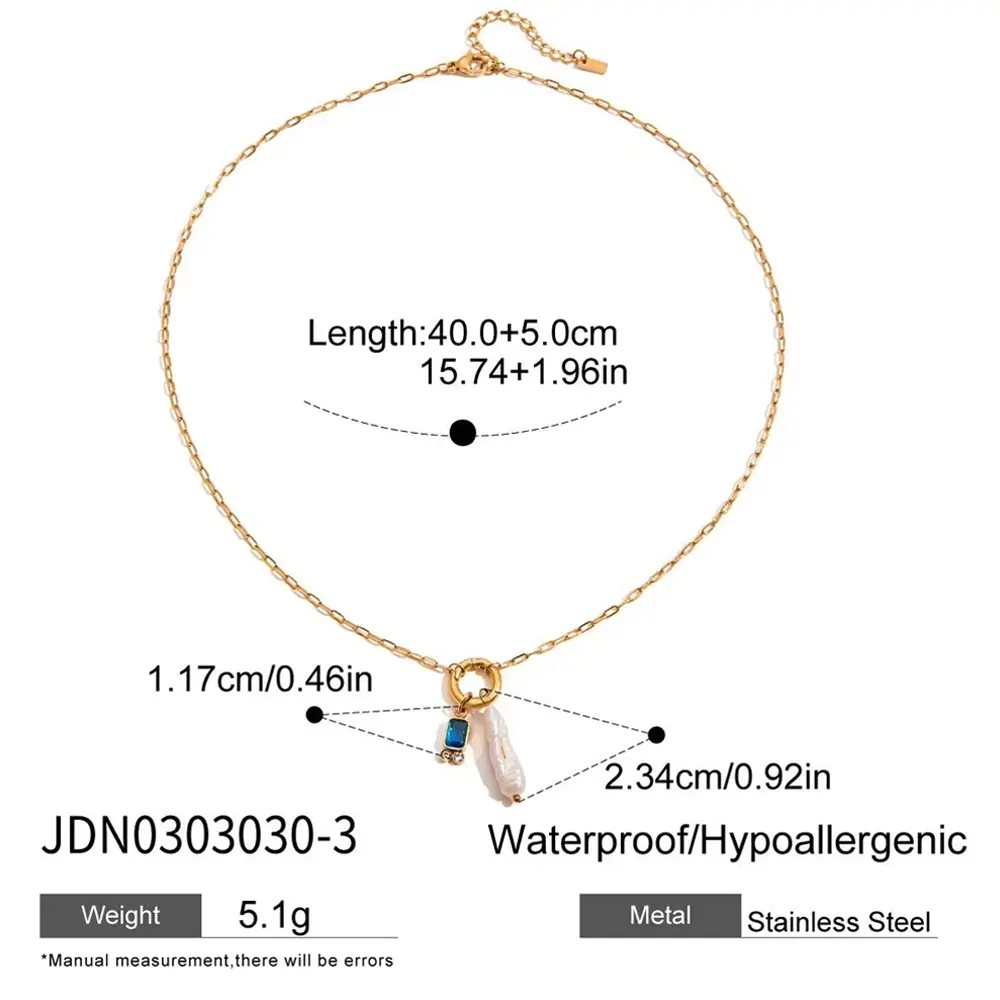 Length:40.0+5.0cm
15.74+1.96in
1.17cm/0.46in
2.34cm/0.92in
JDN0303030-3
Waterproof/Hypoallergenic
Weight 5.1g
Metal Stainless Steel
*Manual measurement,there will be errors